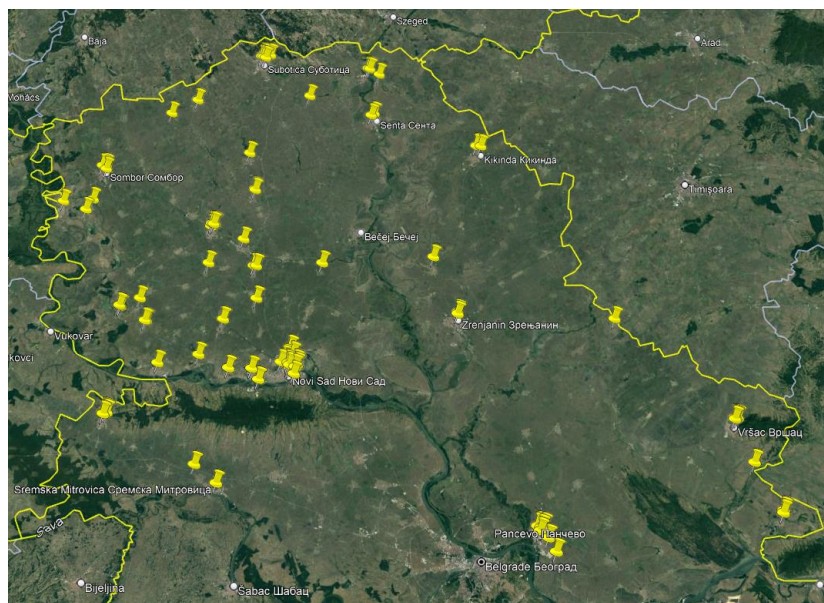 Szeged
Baja
Arad
Subotica Суботица
Mohács
Senta Сента
Kikinda Кикинда
Sombor Сомбор
Timișoara
Bečej Бечеј
Zrenjanin Зрењанин
Vukovar
kovci
Novi Sad Нови Сад
Vršac Вршац
Sremska Mitrovica Сремска Митровица
Sava
Pančevo Панчево
Belgrade Београд
Bijeljina
Šabac Шабац